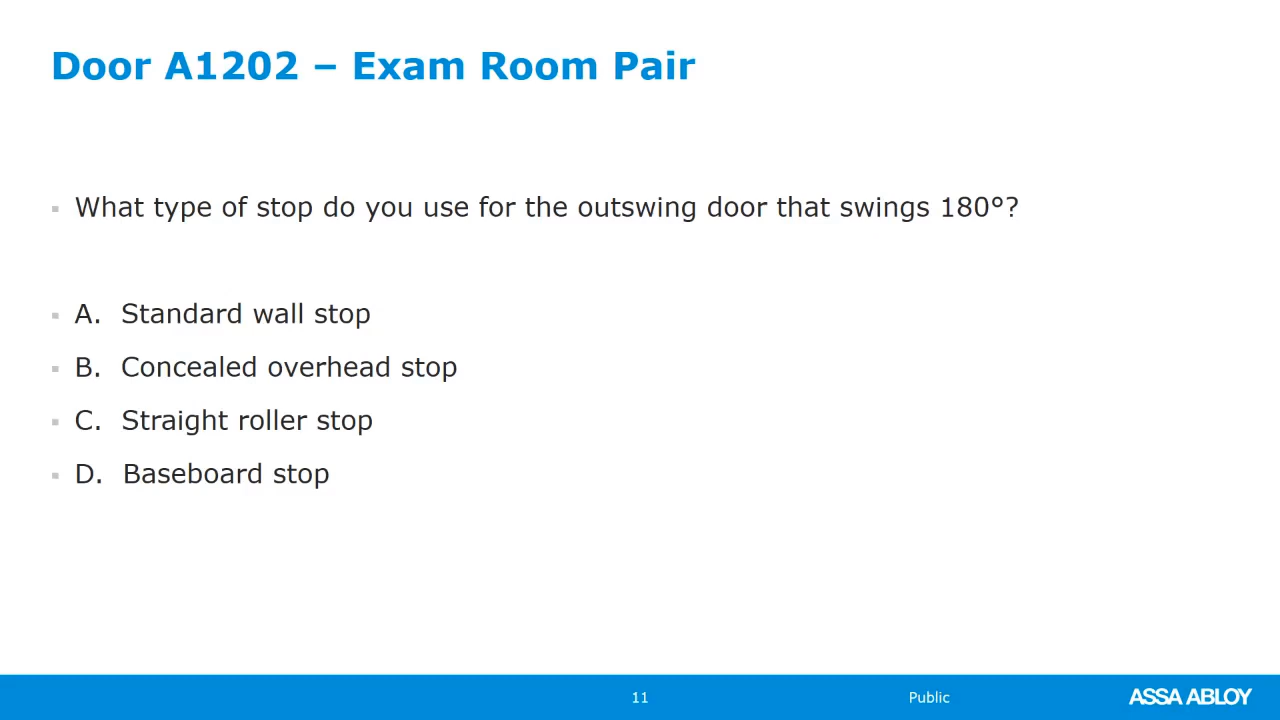 Door A1202 – Exam Room Pair
▪ What type of stop do you use for the outswing door that swings 180°?
▪ A. Standard wall stop
▪ B. Concealed overhead stop
▪ C. Straight roller stop
▪ D. Baseboard stop
11 Public ASSA ABLOY